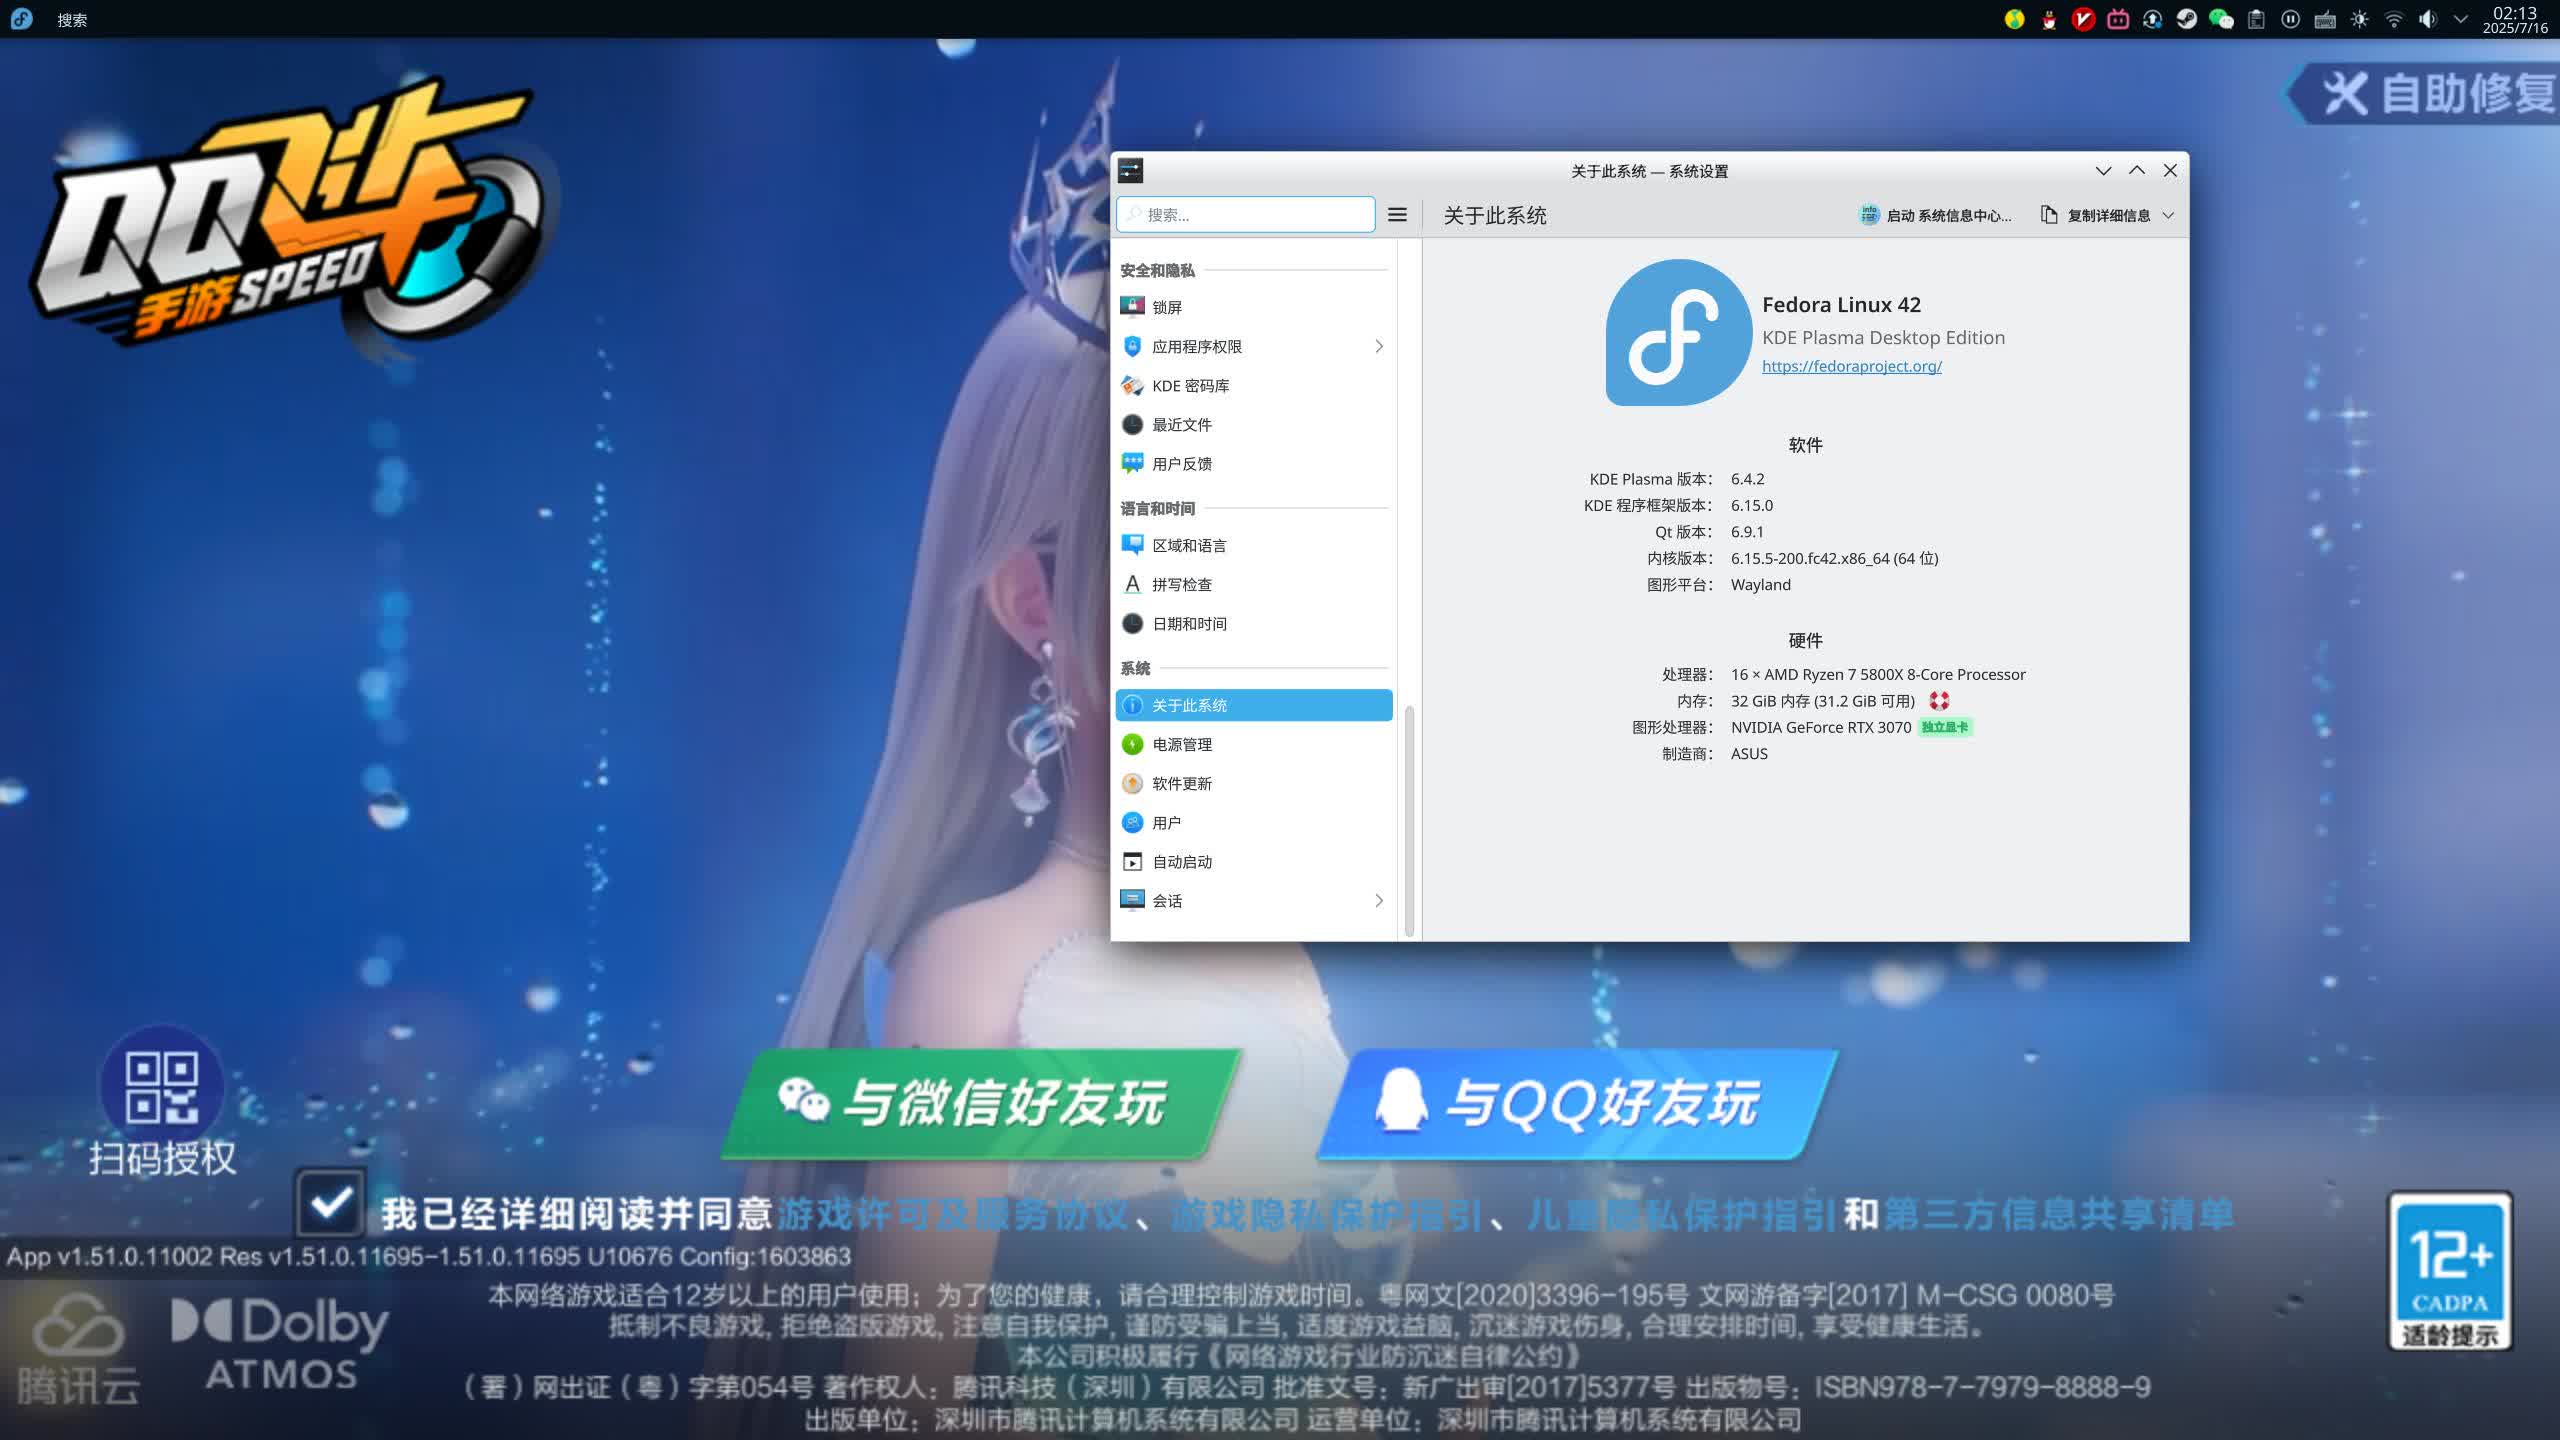 搜索
02:13
2025/7/16
QQ飞车
手游SPEED
自助修复
关于此系统 — 系统设置
搜索...
关于此系统
启动 系统信息中心...
复制详细信息
安全和隐私
锁屏
应用程序权限
KDE 密码库
最近文件
用户反馈
语言和时间
区域和语言
拼写检查
日期和时间
系统
关于此系统
电源管理
软件更新
用户
自动启动
会话
Fedora Linux 42
KDE Plasma Desktop Edition
https://fedoraproject.org/
软件
KDE Plasma 版本： 6.4.2
KDE 程序框架版本： 6.15.0
Qt 版本： 6.9.1
内核版本： 6.15.5-200.fc42.x86_64 (64 位)
图形平台： Wayland
硬件
处理器： 16 × AMD Ryzen 7 5800X 8-Core Processor
内存： 32 GiB 内存 (31.2 GiB 可用)
图形处理器： NVIDIA GeForce RTX 3070 独立显卡
制造商： ASUS
与微信好友玩
与QQ好友玩
扫码授权
我已经详细阅读并同意游戏许可及服务协议、游戏隐私保护指引、儿童隐私保护指引和第三方信息共享清单
App v1.51.0.11002 Res v1.51.0.11695-1.51.0.11695 U10676 Config:1603863
本网络游戏适合12岁以上的用户使用；为了您的健康，请合理控制游戏时间。粤网文[2020]3396-195号 文网游备字[2017] M-CSG 0080号
抵制不良游戏, 拒绝盗版游戏, 注意自我保护, 谨防受骗上当, 适度游戏益脑, 沉迷游戏伤身, 合理安排时间, 享受健康生活。
本公司积极履行《网络游戏行业防沉迷自律公约》
（署）网出证（粤）字第054号 著作权人：腾讯科技（深圳）有限公司 批准文号：新广出审[2017]5377号 出版物号：ISBN978-7-7979-8888-9
出版单位：深圳市腾讯计算机系统有限公司 运营单位：深圳市腾讯计算机系统有限公司
腾讯云
Dolby
ATMOS
12+
CADPA
适龄提示